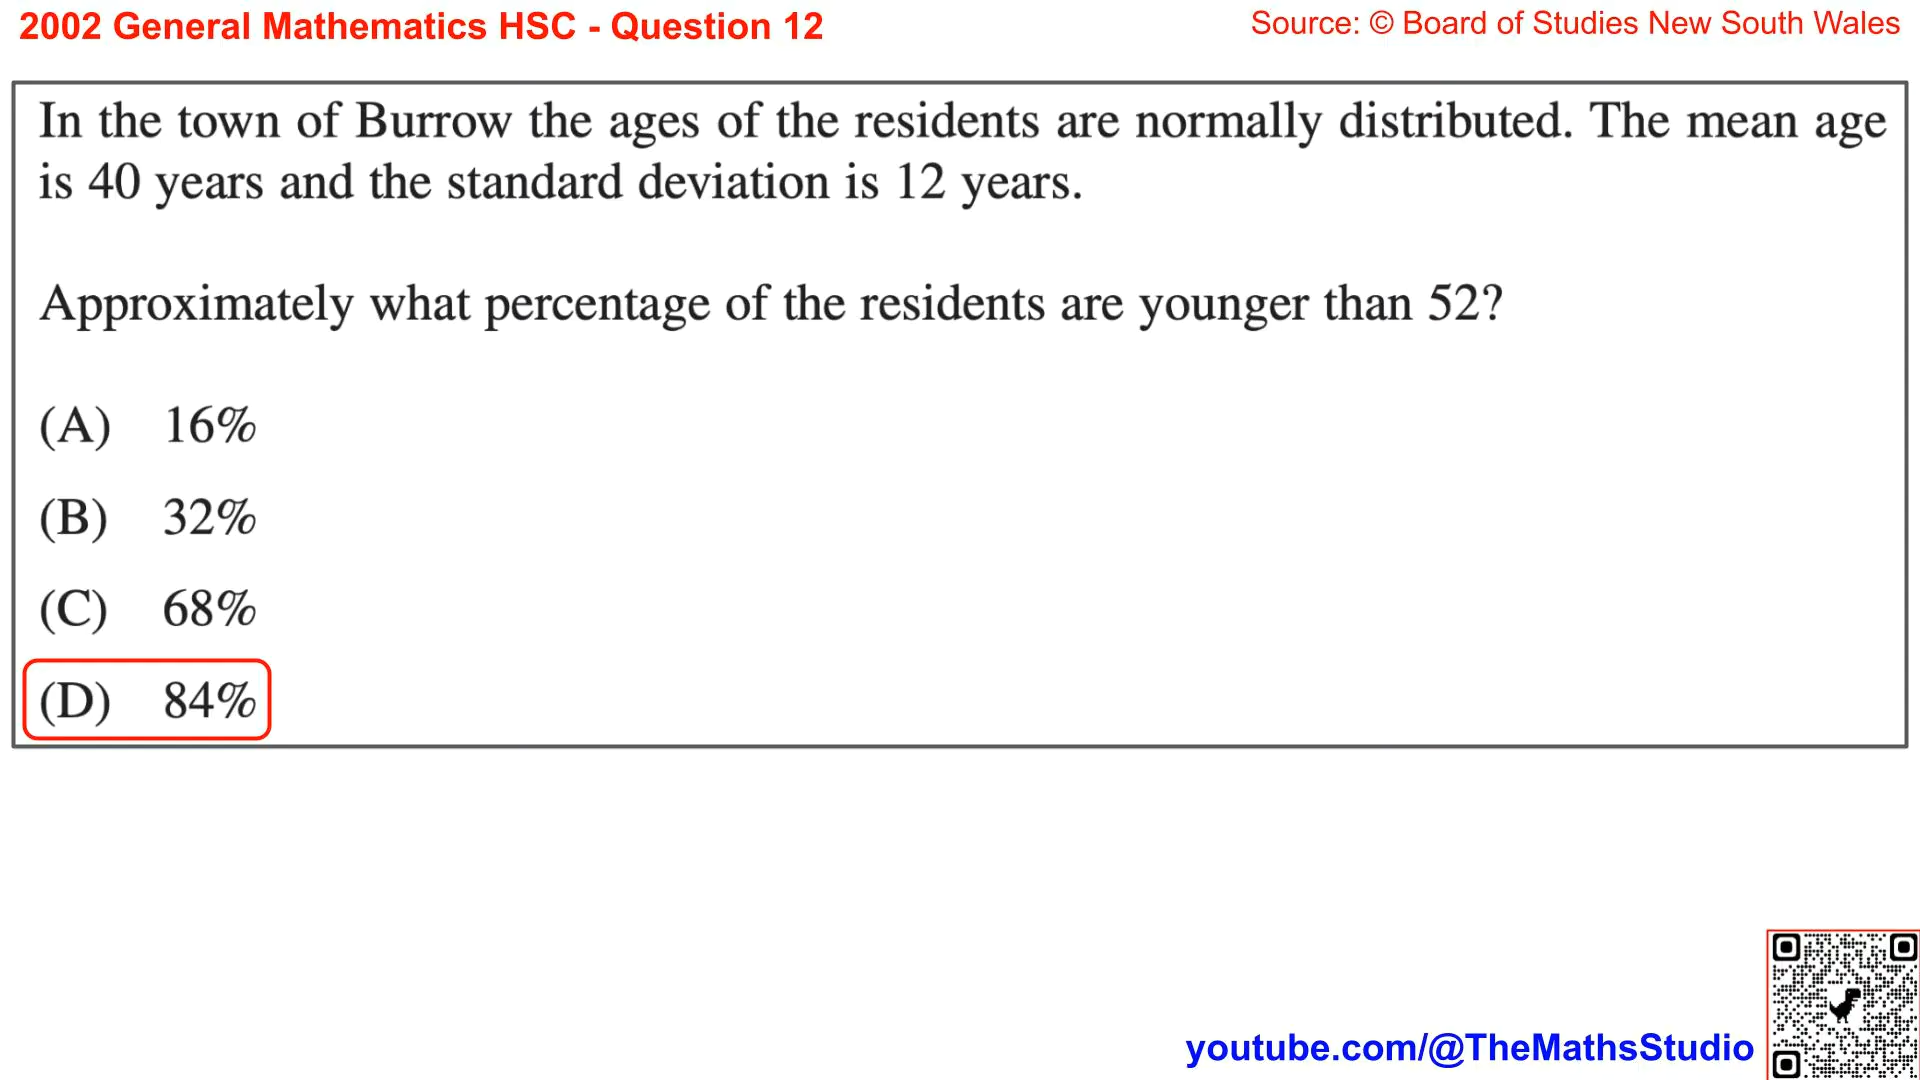 2002 General Mathematics HSC - Question 12
Source: © Board of Studies New South Wales
In the town of Burrow the ages of the residents are normally distributed. The mean age
is 40 years and the standard deviation is 12 years.
Approximately what percentage of the residents are younger than 52?
(A) 16%
(B) 32%
(C) 68%
(D) 84%
youtube.com/@TheMathsStudio